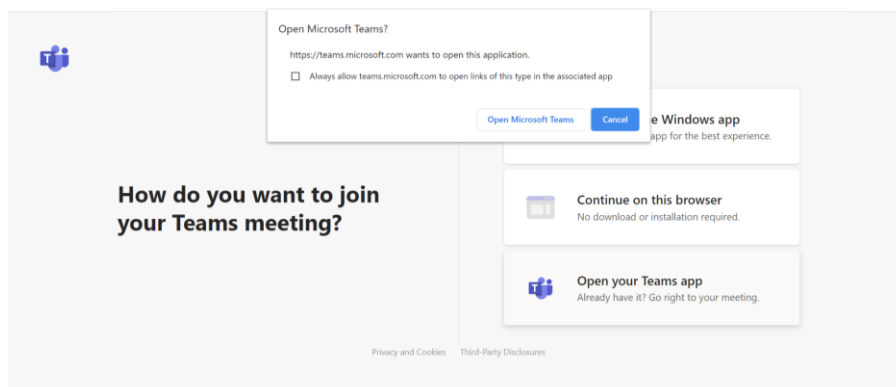 Open Microsoft Teams?
https://teams.microsoft.com wants to open this application.
Always allow teams.microsoft.com to open links of this type in the associated app
Open Microsoft Teams
Cancel
e Windows app
app for the best experience.
How do you want to join
your Teams meeting?
Continue on this browser
No download or installation required.
Open your Teams app
Already have it? Go right to your meeting.
Privacy and Cookies
Third-Party Disclosures